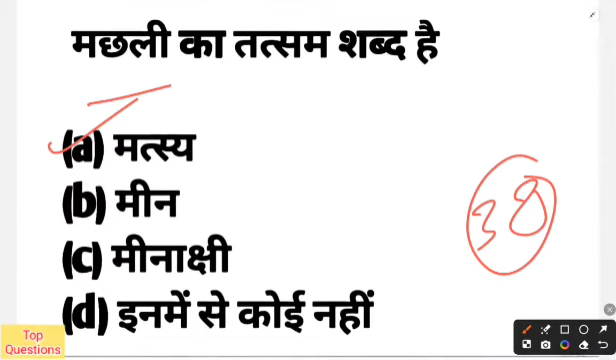 मछली का तत्सम शब्द है
(a) मत्स्य
(b) मीन
(c) मीनाक्षी
(d) इनमें से कोई नहीं
38
Top
Questions